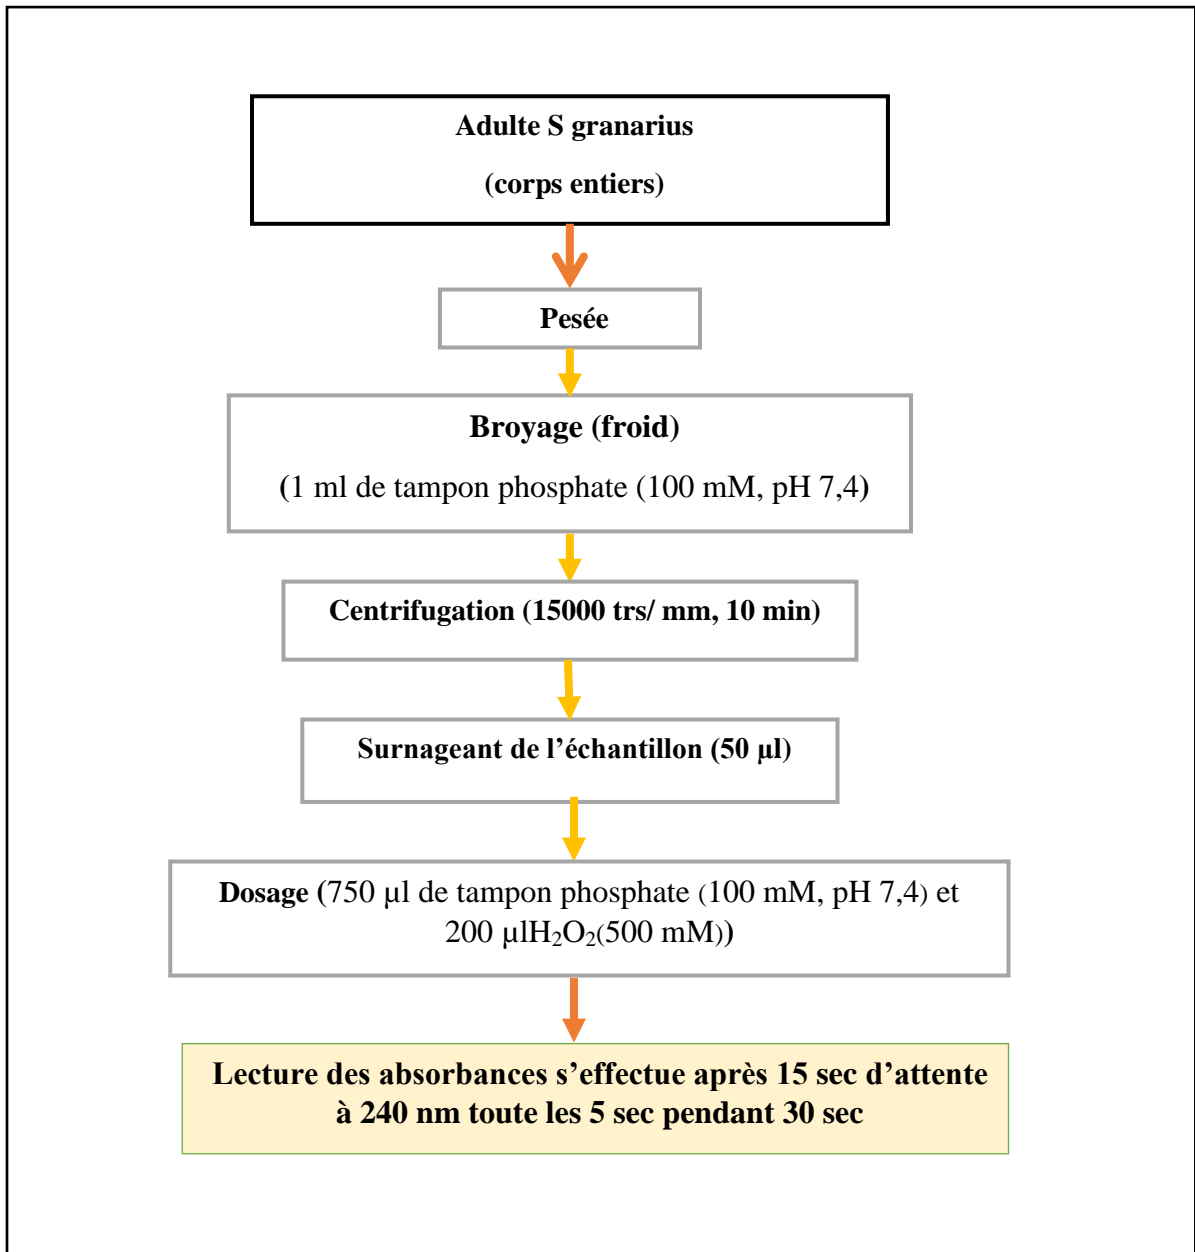 Adulte S granarius
(corps entiers)
Pesée
Broyage (froid)
(1 ml de tampon phosphate (100 mM, pH 7,4)
Centrifugation (15000 trs/ mm, 10 min)
Surnageant de l’échantillon (50 µl)
Dosage (750 µl de tampon phosphate (100 mM, pH 7,4) et
200 µlH₂O₂(500 mM))
Lecture des absorbances s’effectue après 15 sec d’attente
à 240 nm toute les 5 sec pendant 30 sec